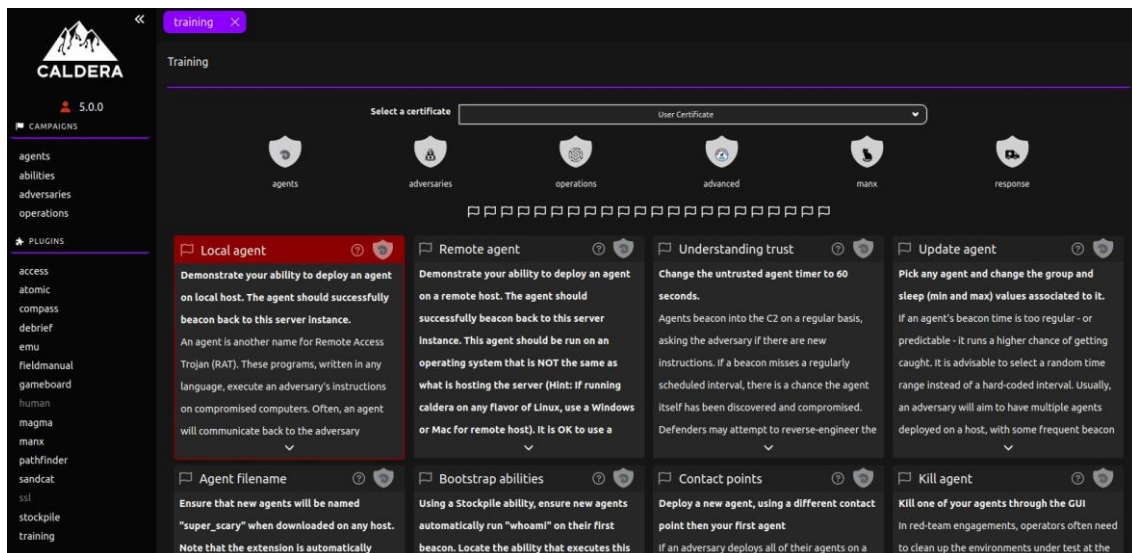 CALDERA
5.0.0
CAMPAIGNS
agents
abilities
adversaries
operations
PLUGINS
access
atomic
compass
debrief
emu
fieldmanual
gameboard
human
magma
manx
pathfinder
sandcat
ssl
stockpile
training
training
Training
Select a certificate
User Certificate
agents
adversaries
operations
advanced
manx
response
Local agent
Demonstrate your ability to deploy an agent
on local host. The agent should successfully
beacon back to this server instance.
An agent is another name for Remote Access
Trojan (RAT). These programs, written in any
language, execute an adversary's instructions
on compromised computers. Often, an agent
will communicate back to the adversary
Remote agent
Demonstrate your ability to deploy an agent
on a remote host. The agent should
successfully beacon back to this server
instance. This agent should be run on an
operating system that is NOT the same as
what is hosting the server (Hint: If running
caldera on any flavor of Linux, use a Windows
or Mac for remote host). It is OK to use a
Understanding trust
Change the untrusted agent timer to 60
seconds.
Agents beacon into the C2 on a regular basis,
asking the adversary if there are new
instructions. If a beacon misses a regularly
scheduled interval, there is a chance the agent
itself has been discovered and compromised.
Defenders may attempt to reverse-engineer the
Update agent
Pick any agent and change the group and
sleep (min and max) values associated to it.
If an agent's beacon time is too regular - or
predictable - it runs a higher chance of getting
caught. It is advisable to select a random time
range instead of a hard-coded interval. Usually,
an adversary will aim to have multiple agents
deployed on a host, with some frequent beacon
Agent filename
Ensure that new agents will be named
"super_scary" when downloaded on any host.
Note that the extension is automatically
Bootstrap abilities
Using a Stockpile ability, ensure new agents
automatically run "whoami" on their first
beacon. Locate the ability that executes this
Contact points
Deploy a new agent, using a different contact
point then your first agent
If an adversary deploys all of their agents on a
Kill agent
Kill one of your agents through the GUI
In red-team engagements, operators often need
to clean up the environments under test at the